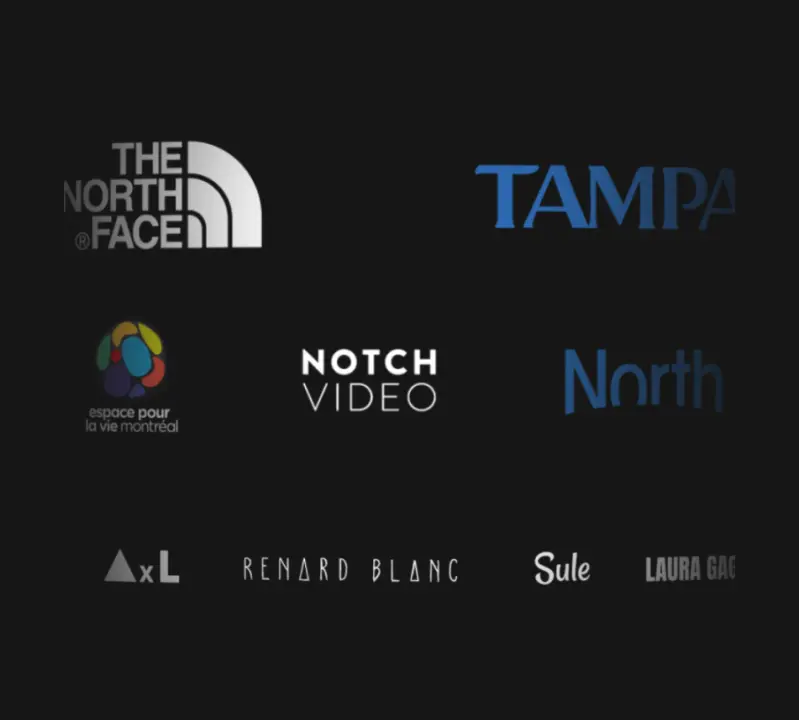 THE
NORTH
®FACE
TAMPA
espace pour
la vie montréal
NOTCH
VIDEO
North
AxL
RENARD BLANC
Sule
LAURA